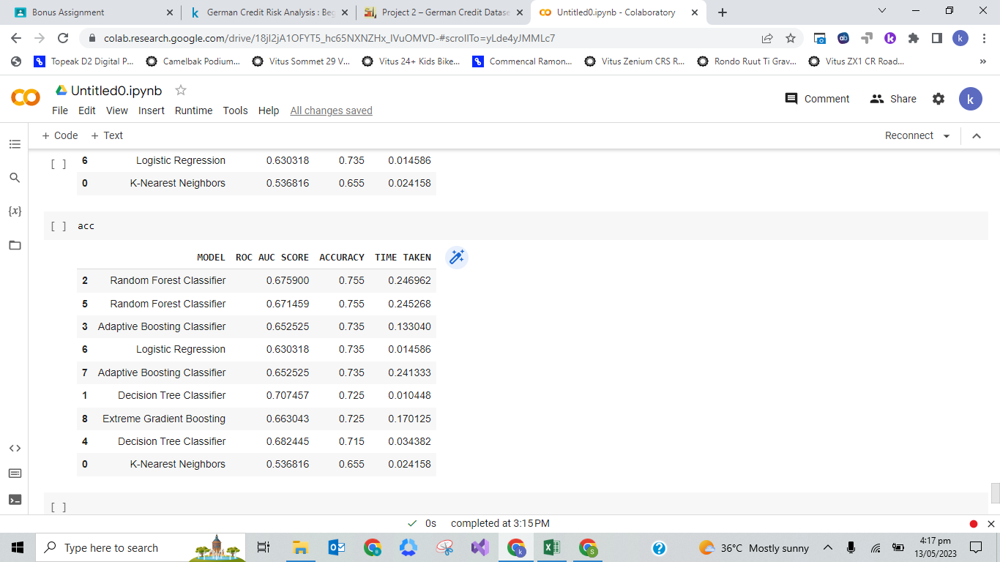 Bonus Assignment
German Credit Risk Analysis : Beg
Project 2 – German Credit Datase
Untitled0.ipynb - Colaboratory
colab.research.google.com/drive/18jI2jA1OFYT5_hc65NXNZHx_IVuOMVD-#scrollTo=yLde4yJMMLc7
Topeak D2 Digital P... Camelbak Podium... Vitus Sommet 29 V... Vitus 24+ Kids Bike... Commencal Ramon... Vitus Zenium CRS R... Rondo Ruut Ti Grav... Vitus ZX1 CR Road... »
Untitled0.ipynb
File Edit View Insert Runtime Tools Help All changes saved
Comment Share k
+ Code + Text Reconnect
[ ] 6 Logistic Regression 0.630318 0.735 0.014586
0 K-Nearest Neighbors 0.536816 0.655 0.024158
[ ] acc
MODEL ROC AUC SCORE ACCURACY TIME TAKEN
2 Random Forest Classifier 0.675900 0.755 0.246962
5 Random Forest Classifier 0.671459 0.755 0.245268
3 Adaptive Boosting Classifier 0.652525 0.735 0.133040
6 Logistic Regression 0.630318 0.735 0.014586
7 Adaptive Boosting Classifier 0.652525 0.735 0.241333
1 Decision Tree Classifier 0.707457 0.725 0.010448
8 Extreme Gradient Boosting 0.663043 0.725 0.170125
4 Decision Tree Classifier 0.682445 0.715 0.034382
0 K-Nearest Neighbors 0.536816 0.655 0.024158
[ ]
0s completed at 3:15 PM
Type here to search
36°C Mostly sunny
4:17 pm
13/05/2023